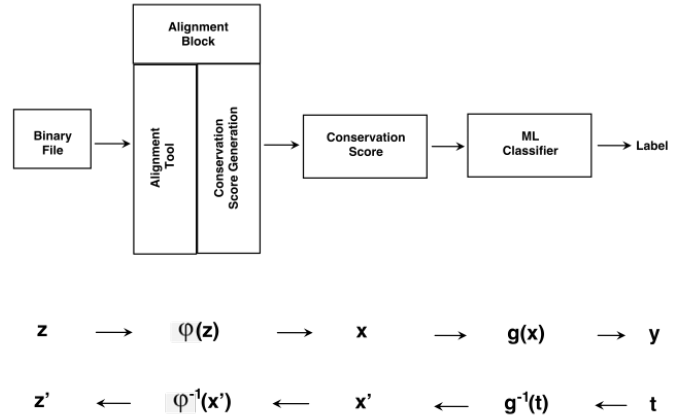 Alignment
Block
Binary
File
Alignment
Tool
Conservation
Score Generation
Conservation
Score
ML
Classifier
Label
z → φ(z) → x → g(x) → y
z' ← φ⁻¹(x') ← x' ← g⁻¹(t) ← t